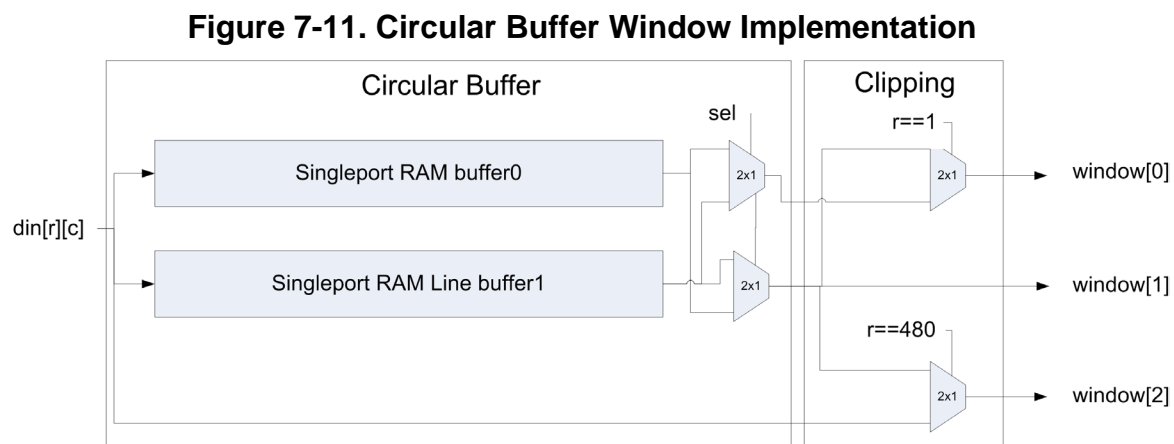 Figure 7-11. Circular Buffer Window Implementation
Circular Buffer
Clipping
sel
r==1
Singleport RAM buffer0
2x1
2x1
window[0]
din[r][c]
Singleport RAM Line buffer1
2x1
window[1]
r==480
2x1
window[2]